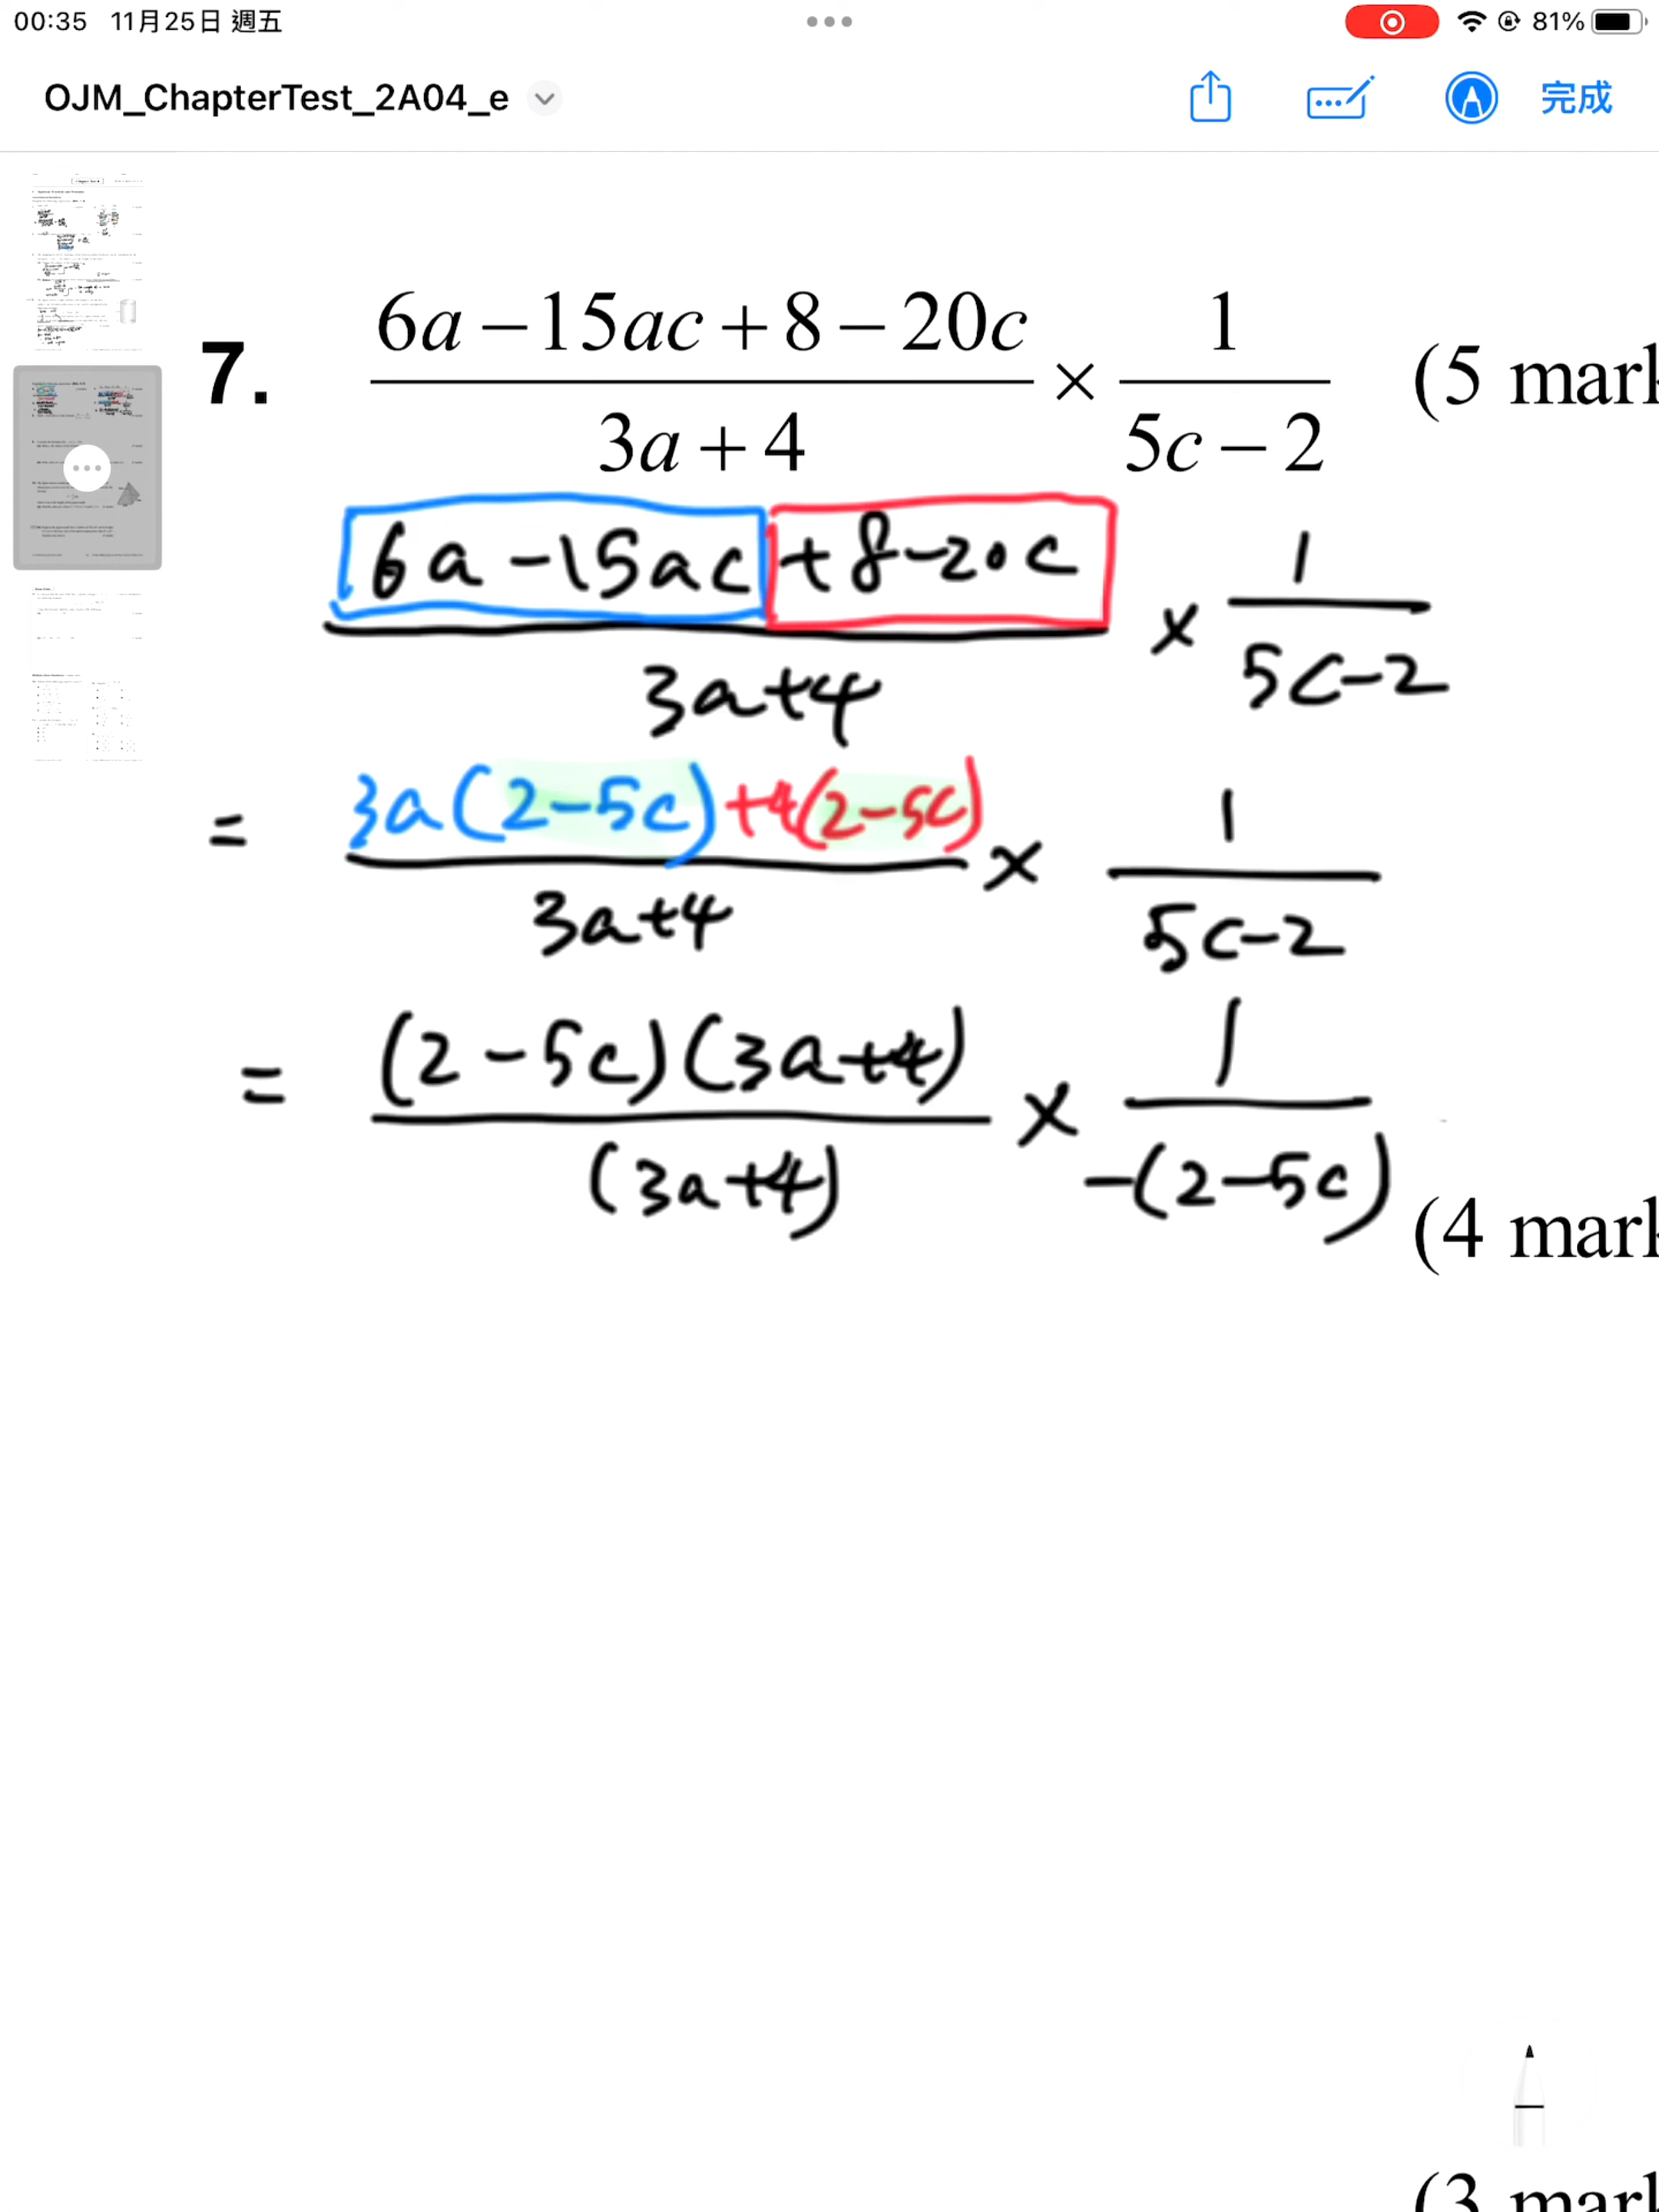 00:35 11月25日 週五 81%
OJM_ChapterTest_2A04_e 完成
7. (6a − 15ac + 8 − 20c)/(3a + 4) × 1/(5c − 2) (5 mark
(6a − 15ac + 8 − 20c)/(3a + 4) × 1/(5c − 2)
= (3a(2 − 5c) + 4(2 − 5c))/(3a + 4) × 1/(5c − 2)
= ((2 − 5c)(3a + 4))/((3a + 4)) × 1/(−(2 − 5c))
(4 mark
(3 mark